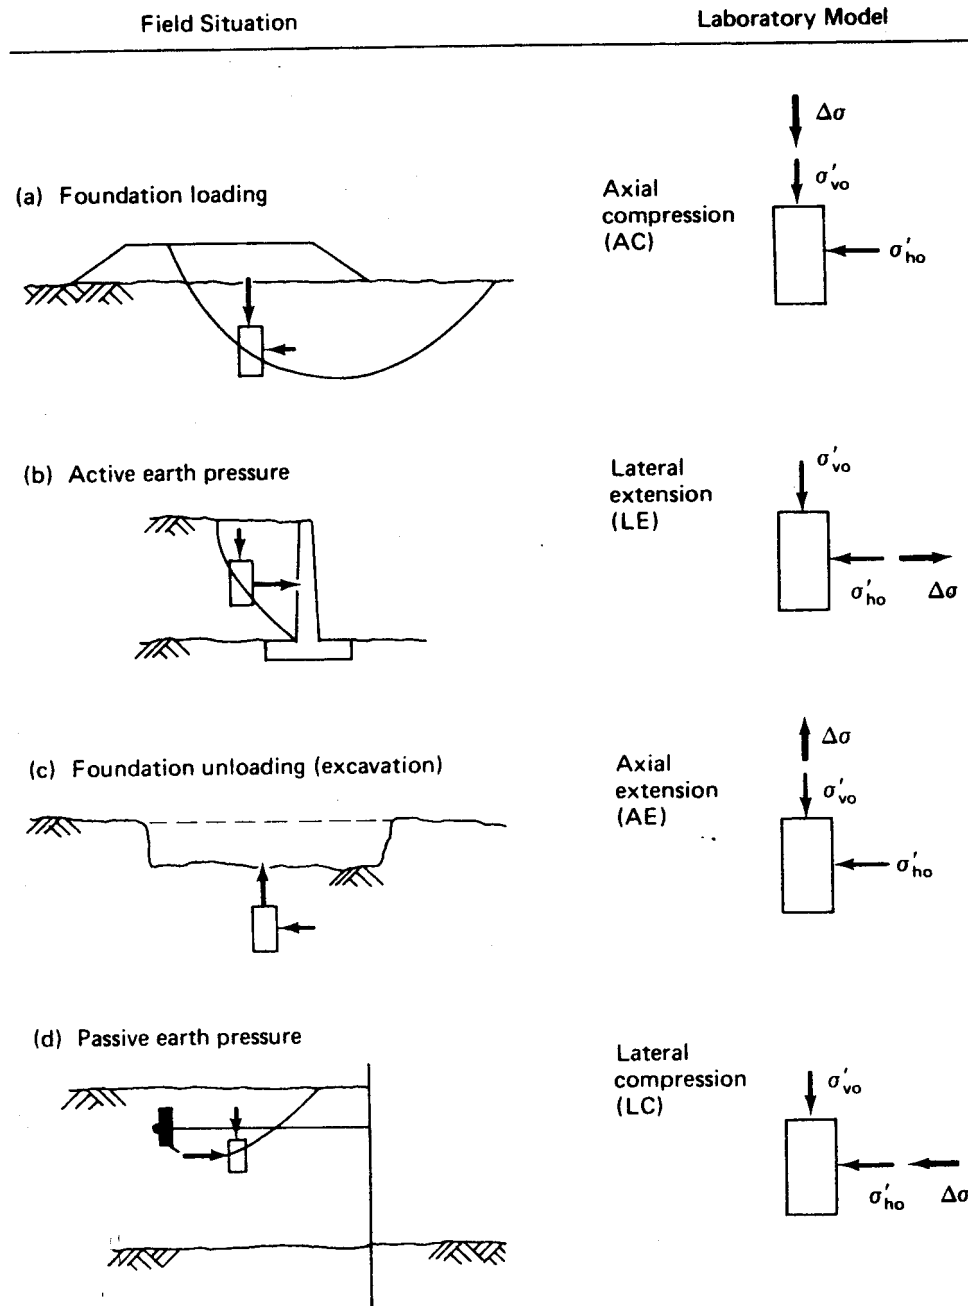 Field Situation
Laboratory Model
(a) Foundation loading
Axial
compression
(AC)
Δσ
σ′vo
σ′ho
(b) Active earth pressure
Lateral
extension
(LE)
σ′vo
σ′ho
Δσ
(c) Foundation unloading (excavation)
Axial
extension
(AE)
Δσ
σ′vo
σ′ho
(d) Passive earth pressure
Lateral
compression
(LC)
σ′vo
σ′ho
Δσ